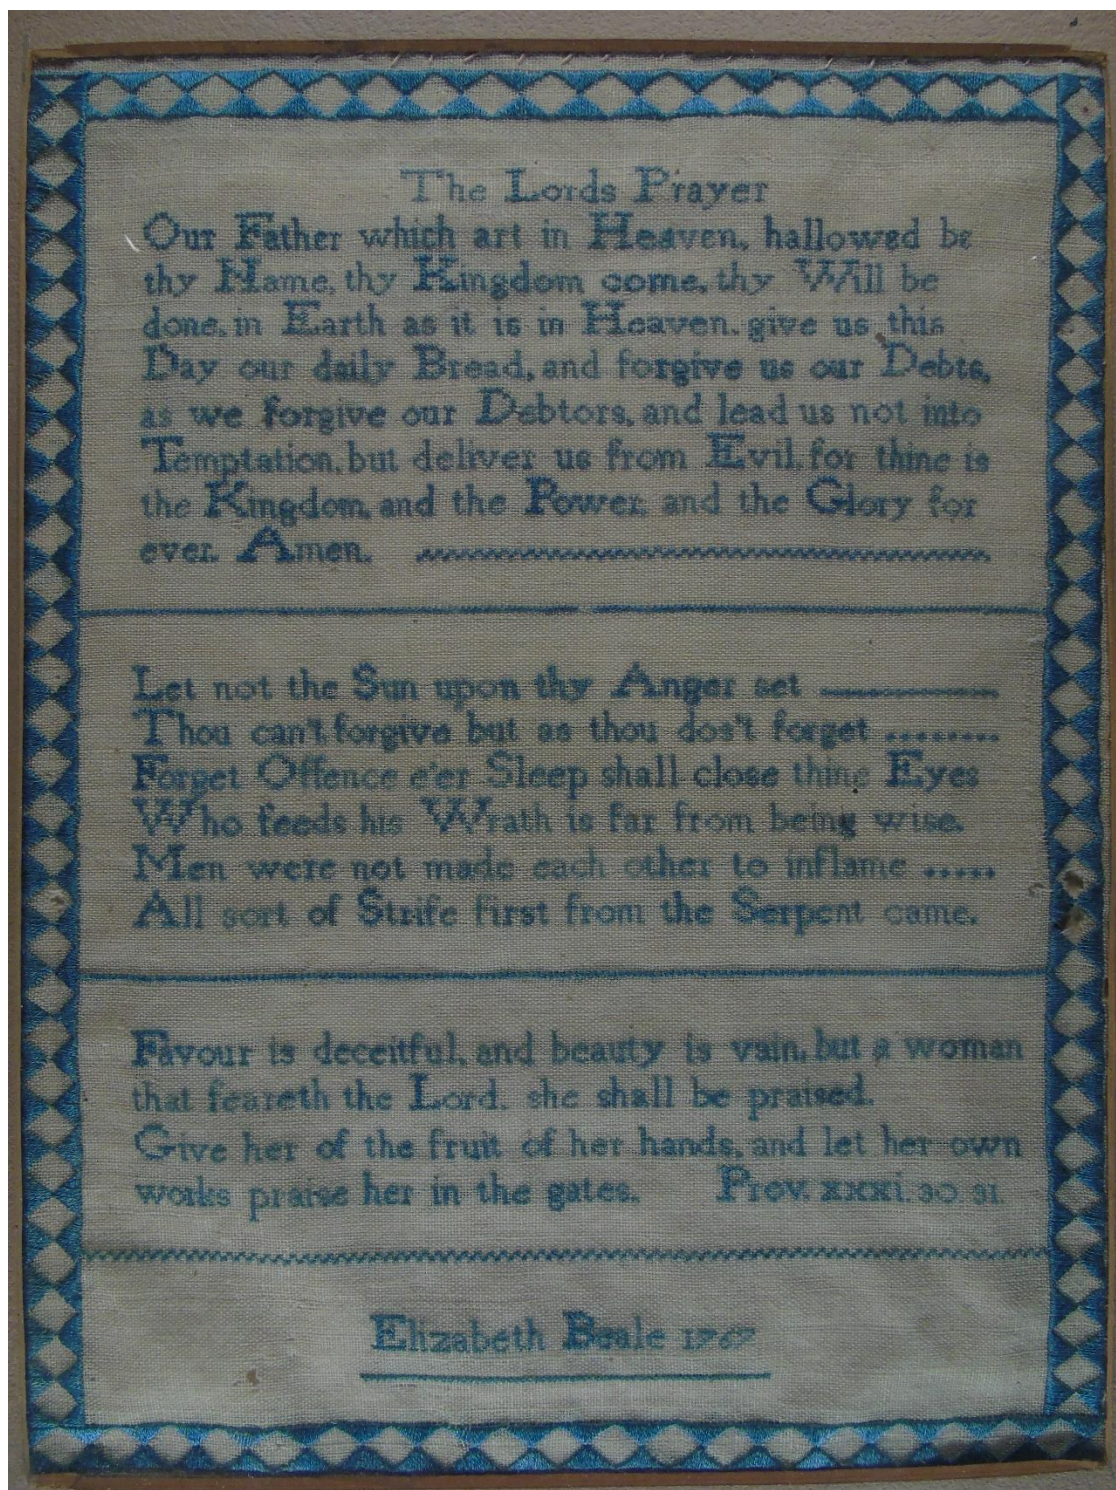 The Lords Prayer
Our Father which art in Heaven, hallowed be
thy Name, thy Kingdom come, thy Will be
done, in Earth as it is in Heaven. give us this
Day our daily Bread, and forgive us our Debts,
as we forgive our Debtors, and lead us not into
Temptation, but deliver us from Evil, for thine is
the Kingdom, and the Power, and the Glory for
ever. Amen.
Let not the Sun upon thy Anger set
Thou can't forgive but as thou dos't forget ........
Forget Offence e'er Sleep shall close thine Eyes
Who feeds his Wrath is far from being wise.
Men were not made each other to inflame .....
All sort of Strife first from the Serpent came.
Favour is deceitful, and beauty is vain, but a woman
that feareth the Lord, she shall be praised.
Give her of the fruit of her hands, and let her own
works praise her in the gates. Prov. xxxi. 30. 31.
Elizabeth Beale 1767